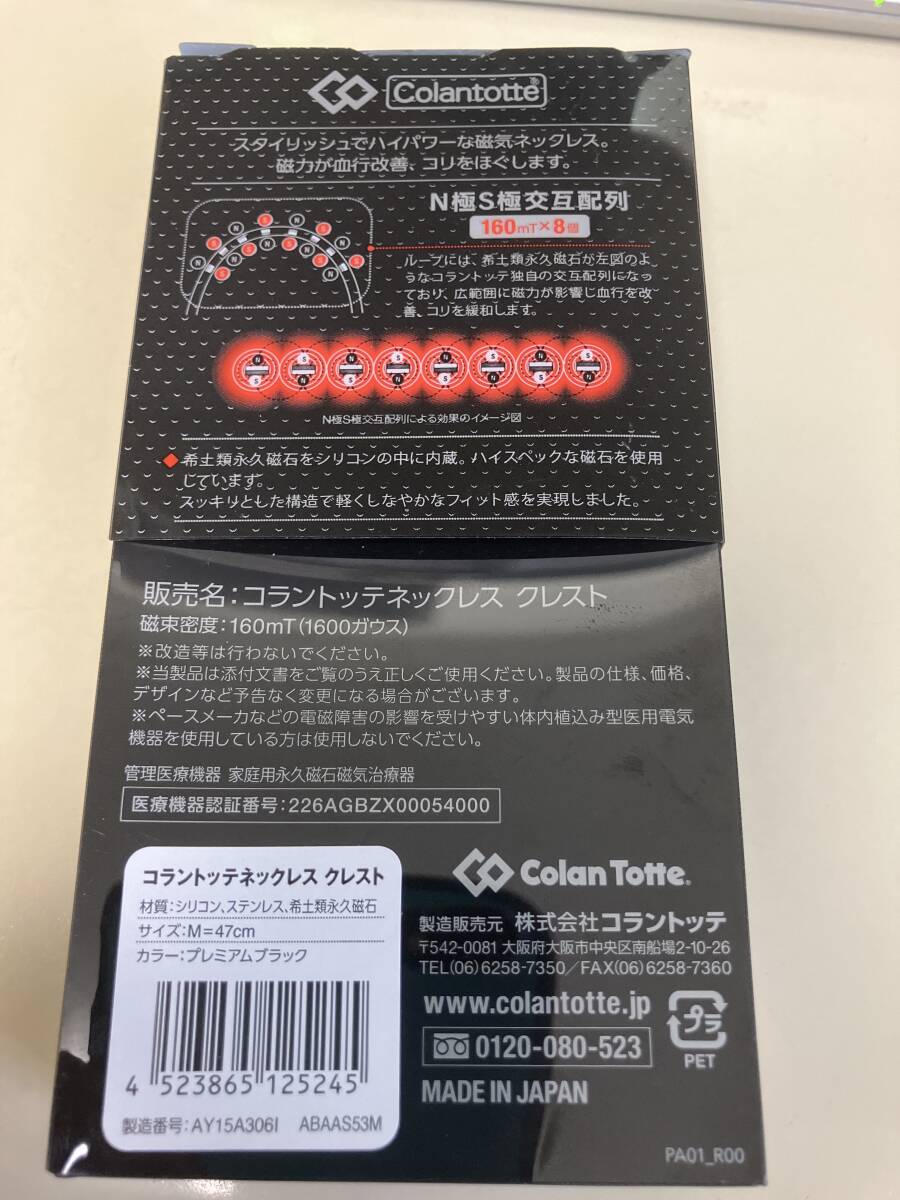 Colantotte®
スタイリッシュでハイパワーな磁気ネックレス。
磁力が血行改善、コリをほぐします。
N極S極交互配列
160mT×8個
ループには、希土類永久磁石が左図のよ
うなコラントッテ独自の交互配列になっ
ており、広範囲に磁力が影響し血行を改
善、コリを緩和します。
N極S極交互配列による効果のイメージ図
◆希土類永久磁石をシリコンの中に内蔵。ハイスペックな磁石を使用
しています。
スッキリとした構造で軽くしなやかなフィット感を実現しました。
販売名:コラントッテネックレス クレスト
磁束密度:160mT(1600ガウス)
※改造等は行わないでください。
※当製品は添付文書をご覧のうえ正しくご使用ください。製品の仕様、価格、
デザインなど予告なく変更になる場合がございます。
※ペースメーカなどの電磁障害の影響を受けやすい体内植込み型医用電気
機器を使用している方は使用しないでください。
管理医療機器 家庭用永久磁石磁気治療器
医療機器認証番号:226AGBZX00054000
コラントッテネックレス クレスト
材質:シリコン、ステンレス、希土類永久磁石
サイズ:M=47cm
カラー:プレミアムブラック
4 523865 125245
製造番号:AY15A306I ABAAS53M
Colan Totte®
製造販売元 株式会社コラントッテ
〒542-0081 大阪府大阪市中央区南船場2-10-26
TEL(06)6258-7350/FAX(06)6258-7360
www.colantotte.jp
0120-080-523
プラ
PET
MADE IN JAPAN
PA01_R00